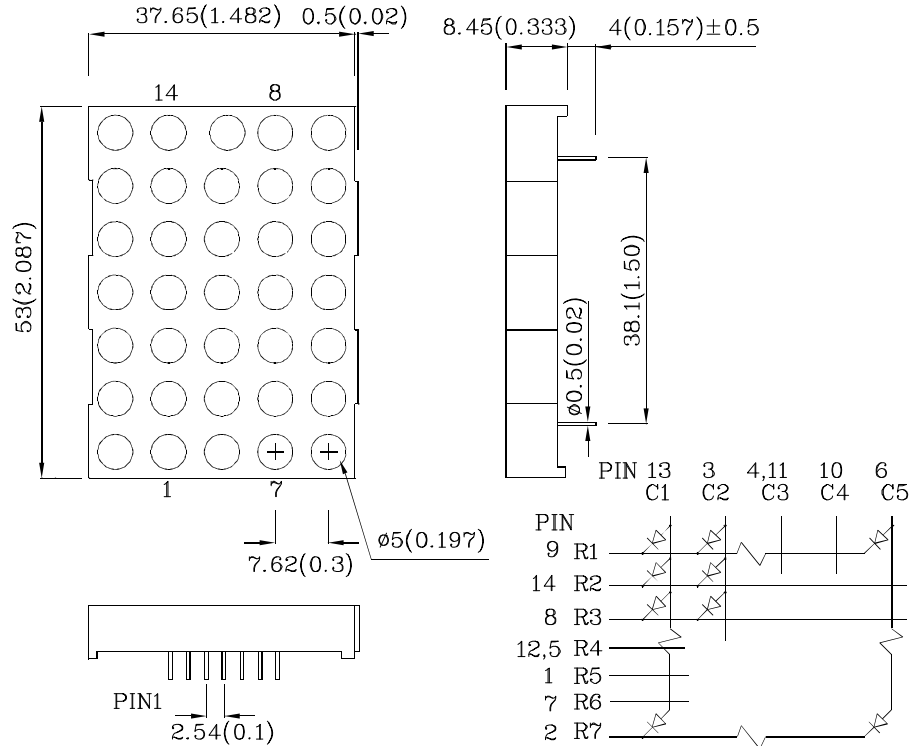 37.65(1.482) 0.5(0.02)
8.45(0.333) 4(0.157)±0.5
14 8
53(2.087)
38.1(1.50)
ø0.5(0.02)
1 7
7.62(0.3)
ø5(0.197)
PIN1
2.54(0.1)
PIN 13 3 4,11 10 6
C1 C2 C3 C4 C5
PIN
9 R1
14 R2
8 R3
12,5 R4
1 R5
7 R6
2 R7